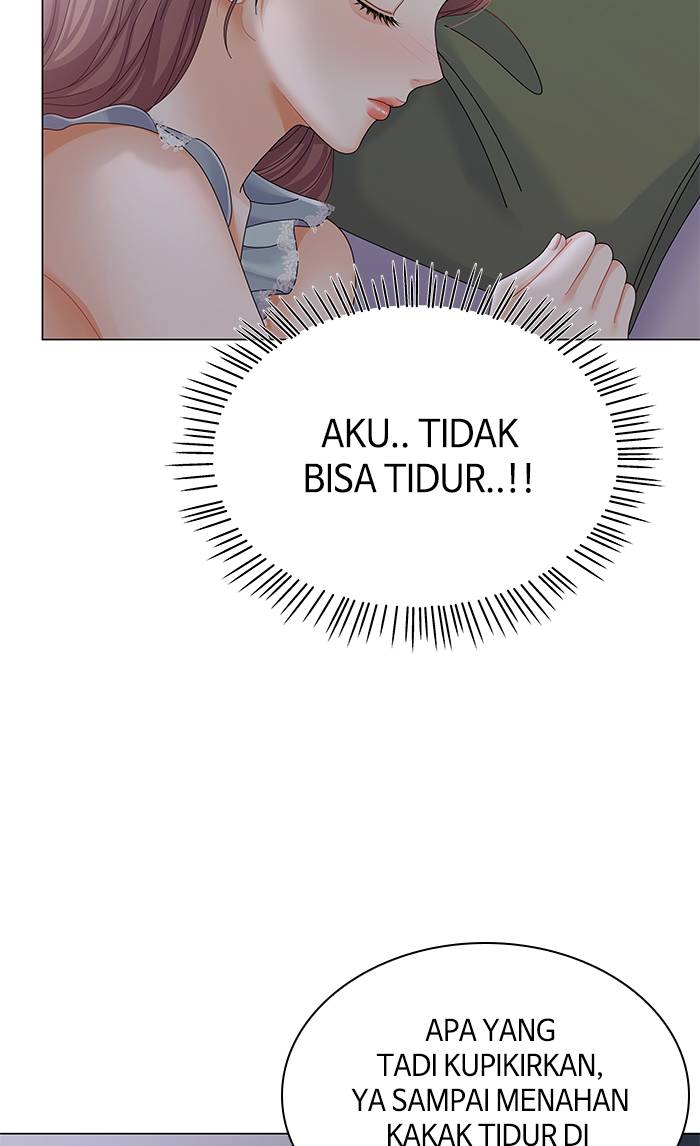 AKU.. TIDAK
BISA TIDUR..!!
APA YANG
TADI KUPIKIRKAN,
YA SAMPAI MENAHAN
KAKAK TIDUR DI